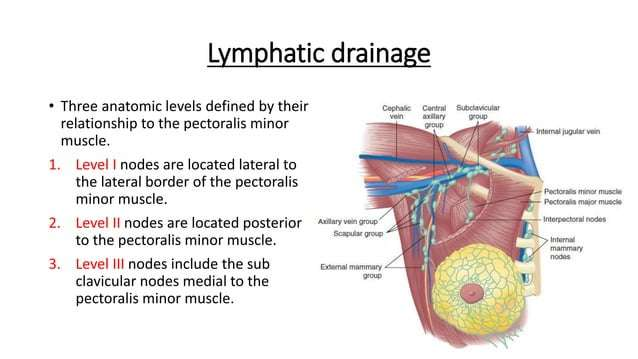 Lymphatic drainage
• Three anatomic levels defined by their
relationship to the pectoralis minor
muscle.
1. Level I nodes are located lateral to
the lateral border of the pectoralis
minor muscle.
2. Level II nodes are located posterior
to the pectoralis minor muscle.
3. Level III nodes include the sub
clavicular nodes medial to the
pectoralis minor muscle.
Cephalic
vein
Central
axillary
group
Subclavicular
group
Internal jugular vein
Pectoralis minor muscle
Pectoralis major muscle
Interpectoral nodes
Internal
mammary
nodes
Axillary vein group
Scapular group
External mammary
group